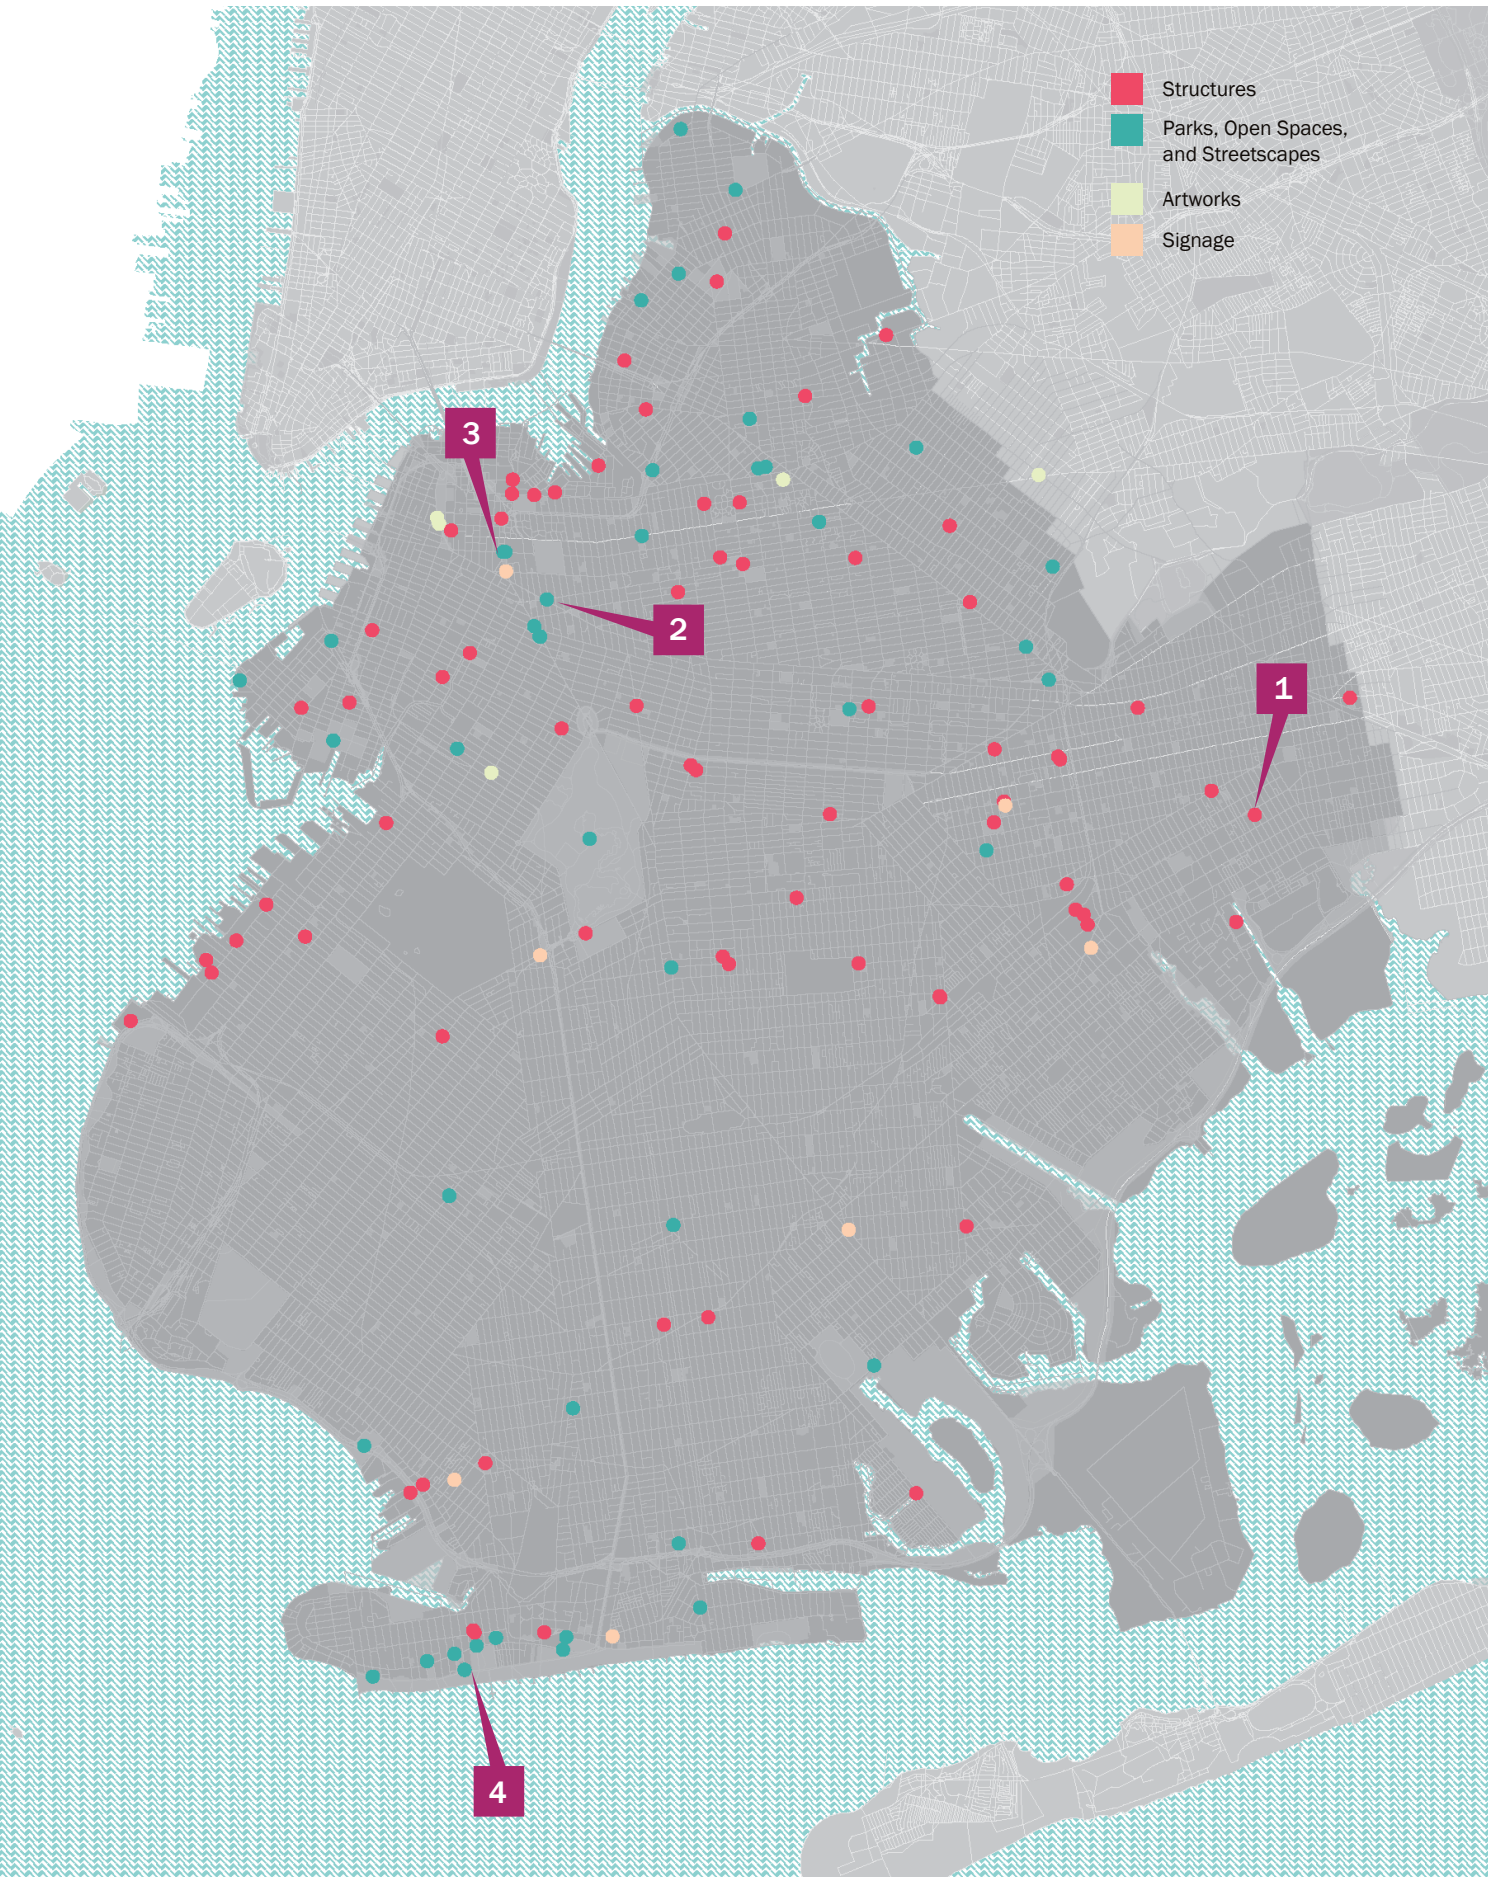 Structures
Parks, Open Spaces,
and Streetscapes
Artworks
Signage
3
2
1
4